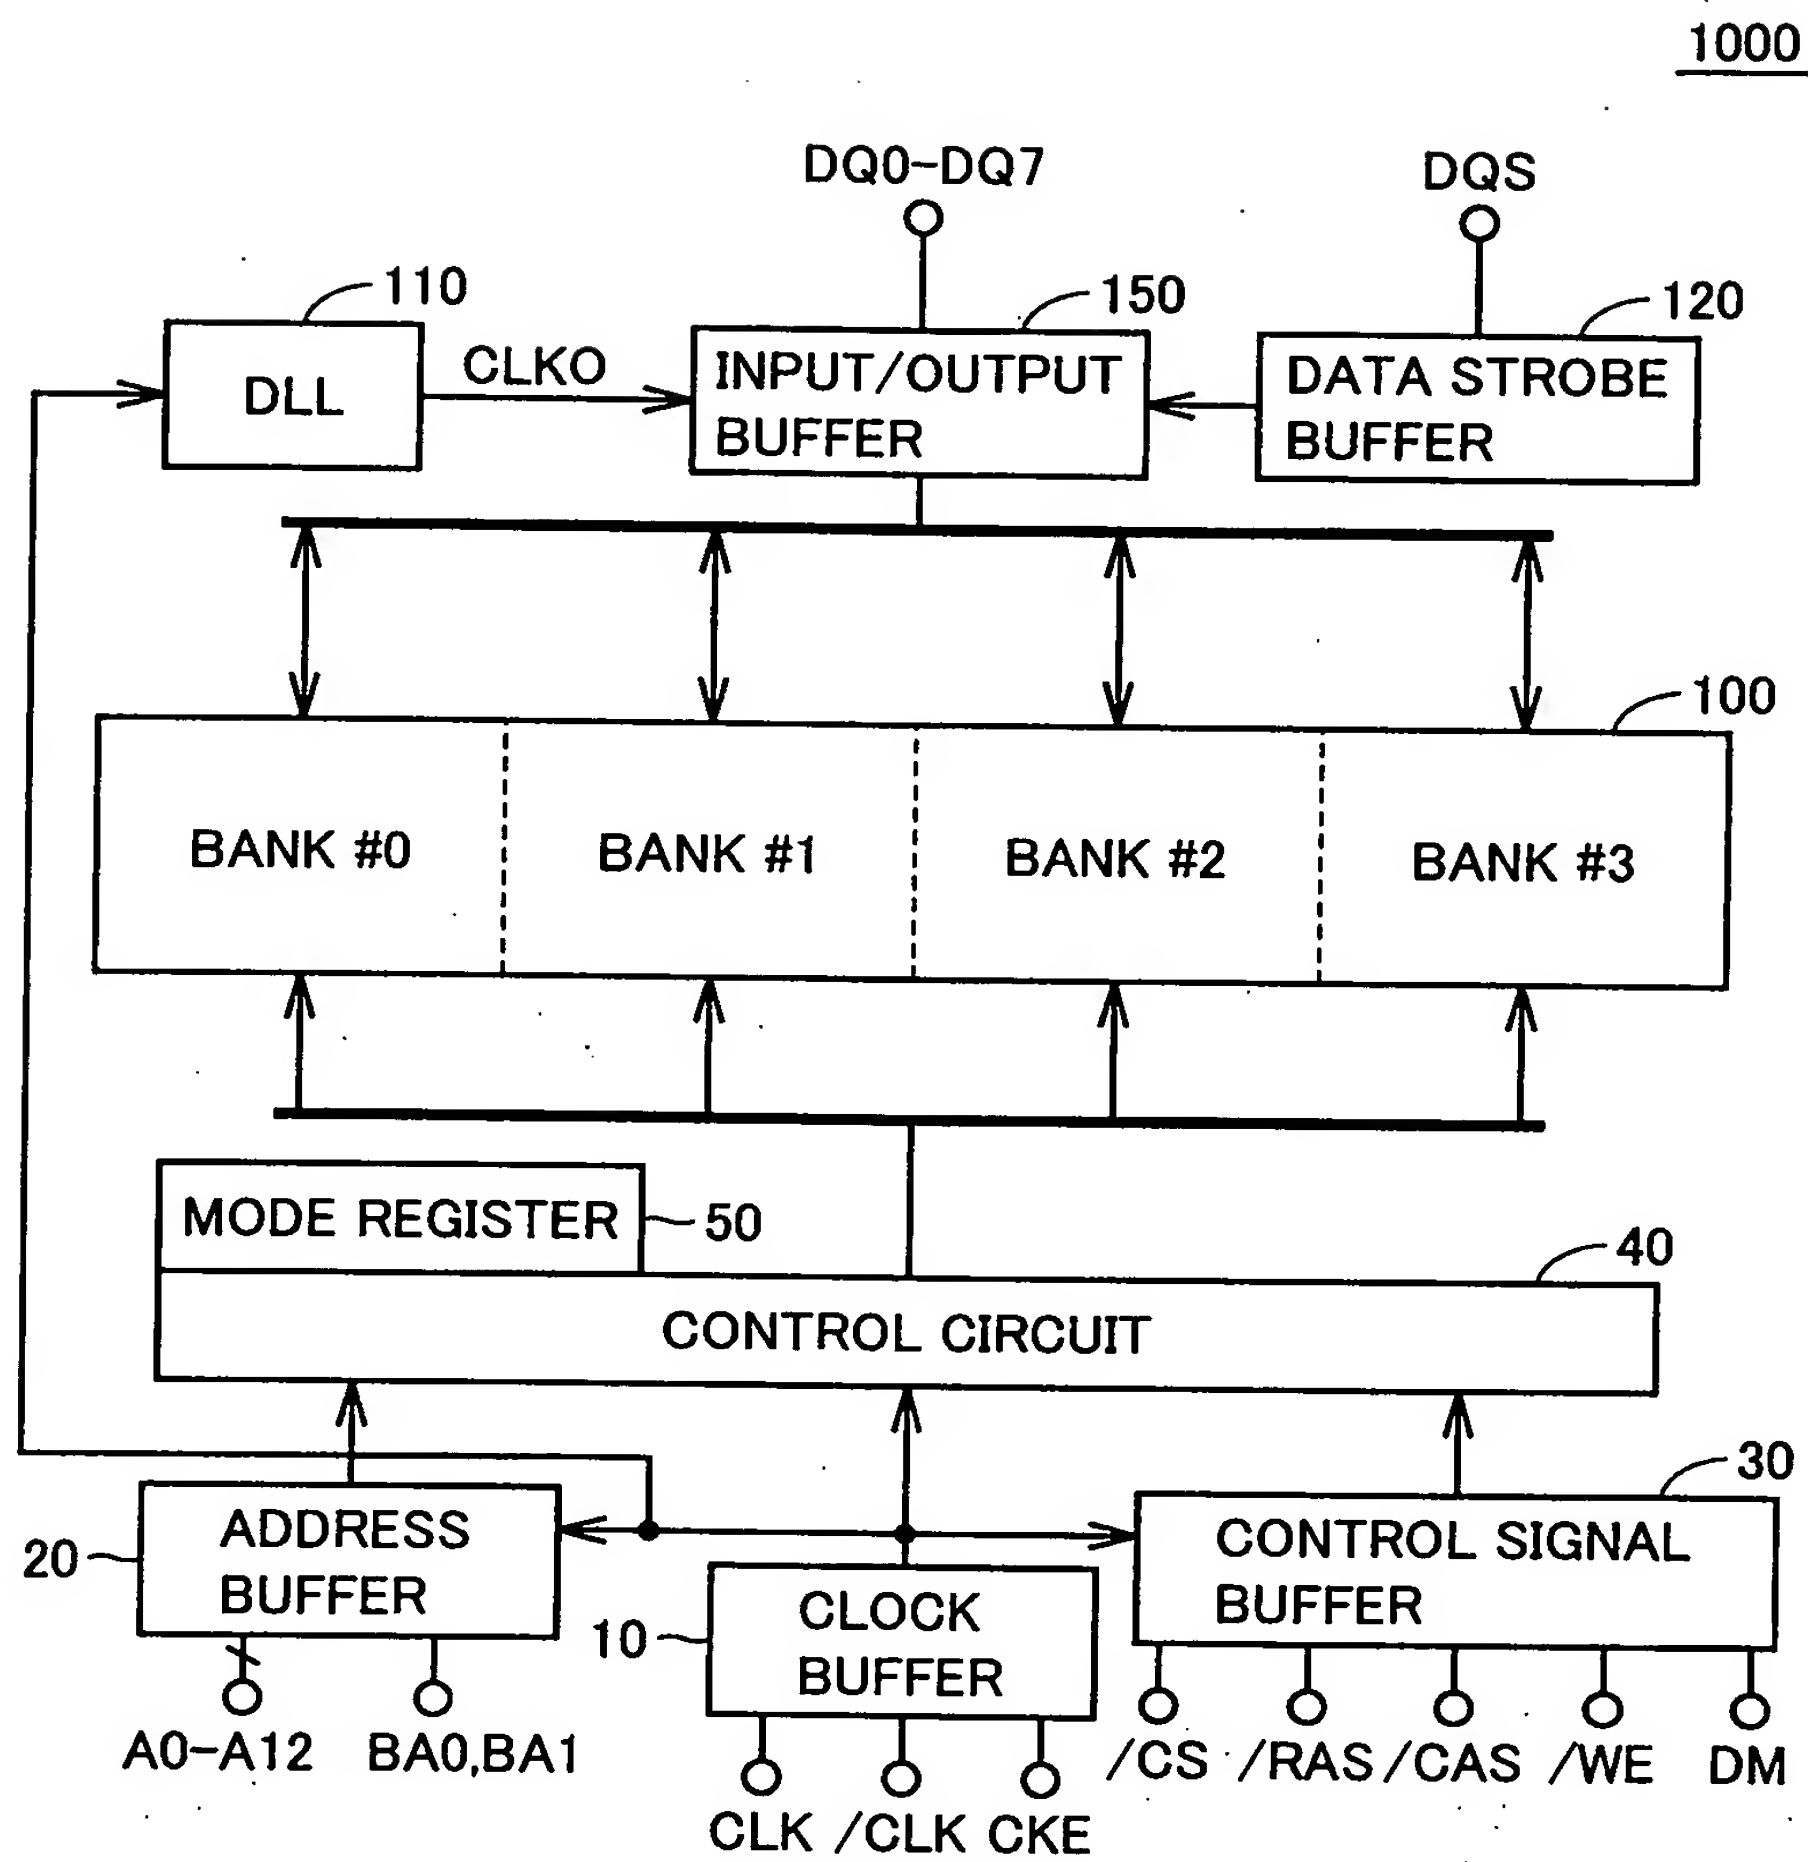 1000
DQ0-DQ7
DQS
110
150
120
DLL
CLKO
INPUT/OUTPUT
BUFFER
DATA STROBE
BUFFER
100
BANK #0
BANK #1
BANK #2
BANK #3
MODE REGISTER
50
40
CONTROL CIRCUIT
30
20
ADDRESS
BUFFER
10
CLOCK
BUFFER
CONTROL SIGNAL
BUFFER
A0-A12
BA0,BA1
/CS
/RAS
/CAS
/WE
DM
CLK
/CLK
CKE